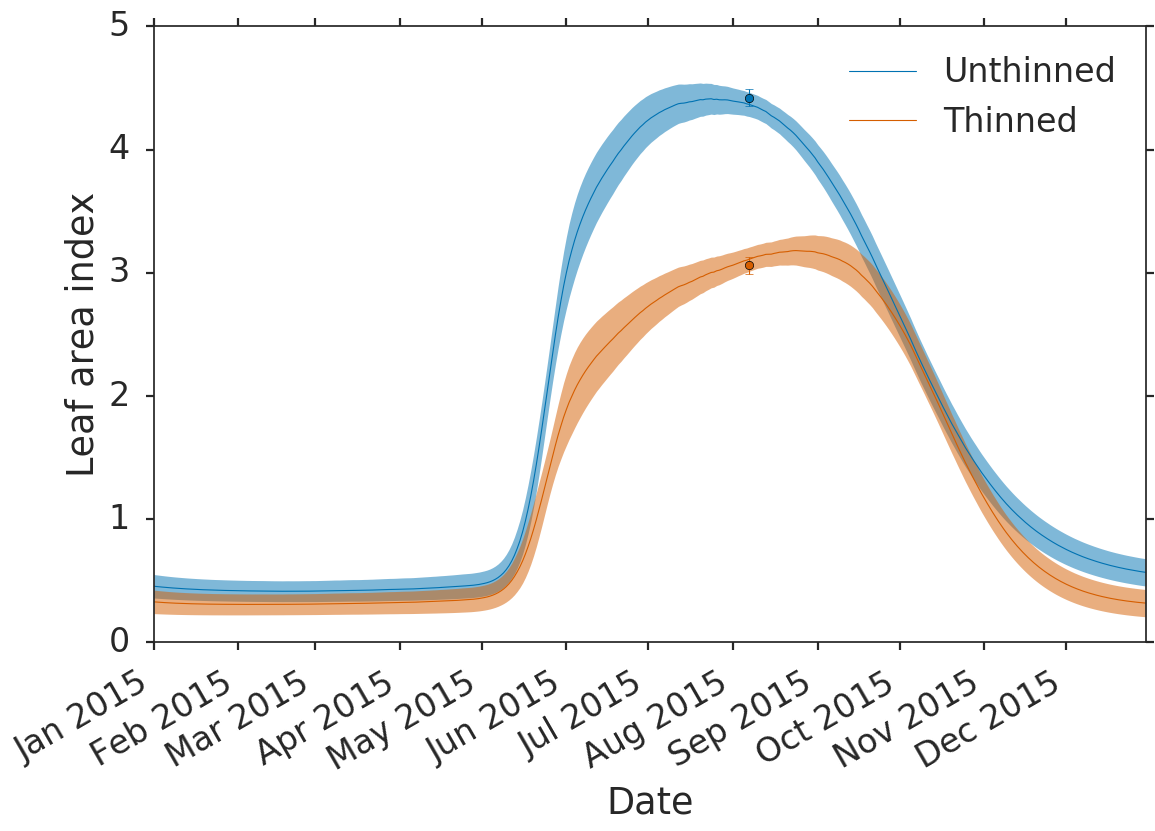 5
4
3
2
1
0
Leaf area index
Unthinned
Thinned
Jan 2015
Feb 2015
Mar 2015
Apr 2015
May 2015
Jun 2015
Jul 2015
Aug 2015
Sep 2015
Oct 2015
Nov 2015
Dec 2015
Date